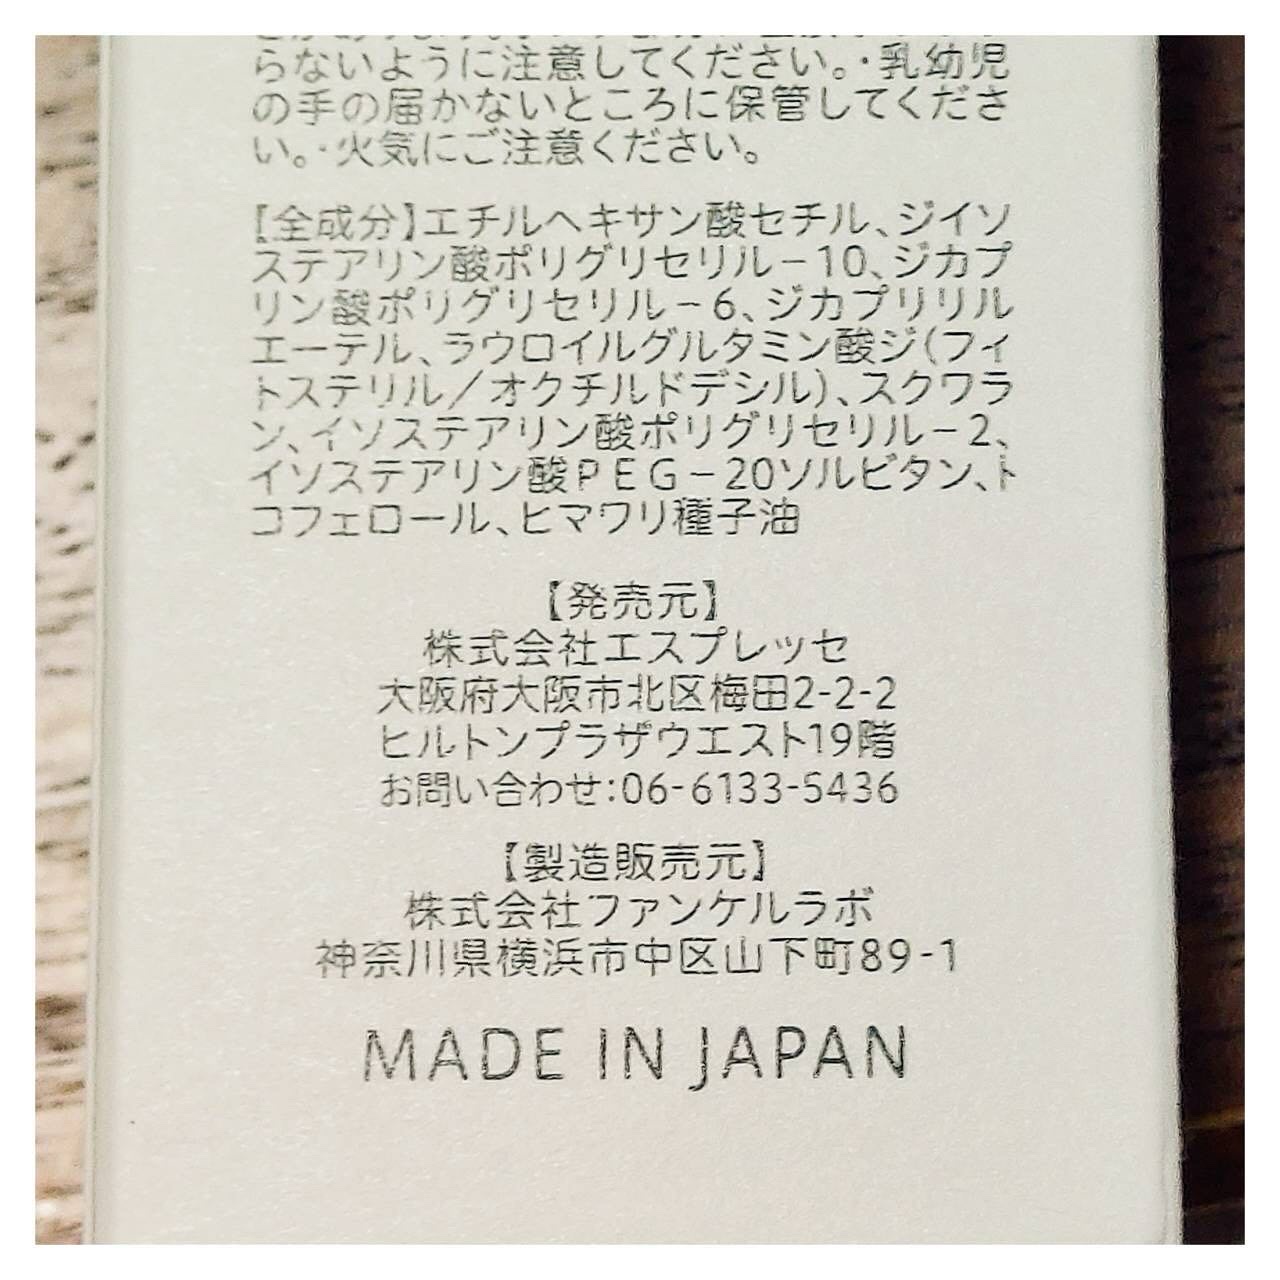 らないように注意してください。・乳幼児
の手の届かないところに保管してくださ
い。・火気にご注意ください。
【全成分】エチルヘキサン酸セチル、ジイソ
ステアリン酸ポリグリセリル－10、ジカプ
リン酸ポリグリセリル－6、ジカプリリル
エーテル、ラウロイルグルタミン酸ジ(フィ
トステリル／オクチルドデシル)、スクワラ
ン、イソステアリン酸ポリグリセリル－2、
イソステアリン酸ＰＥＧ－20ソルビタン、ト
コフェロール、ヒマワリ種子油
【発売元】
株式会社エスプレッセ
大阪府大阪市北区梅田2-2-2
ヒルトンプラザウエスト19階
お問い合わせ:06-6133-5436
【製造販売元】
株式会社ファンケルラボ
神奈川県横浜市中区山下町89-1
MADE IN JAPAN